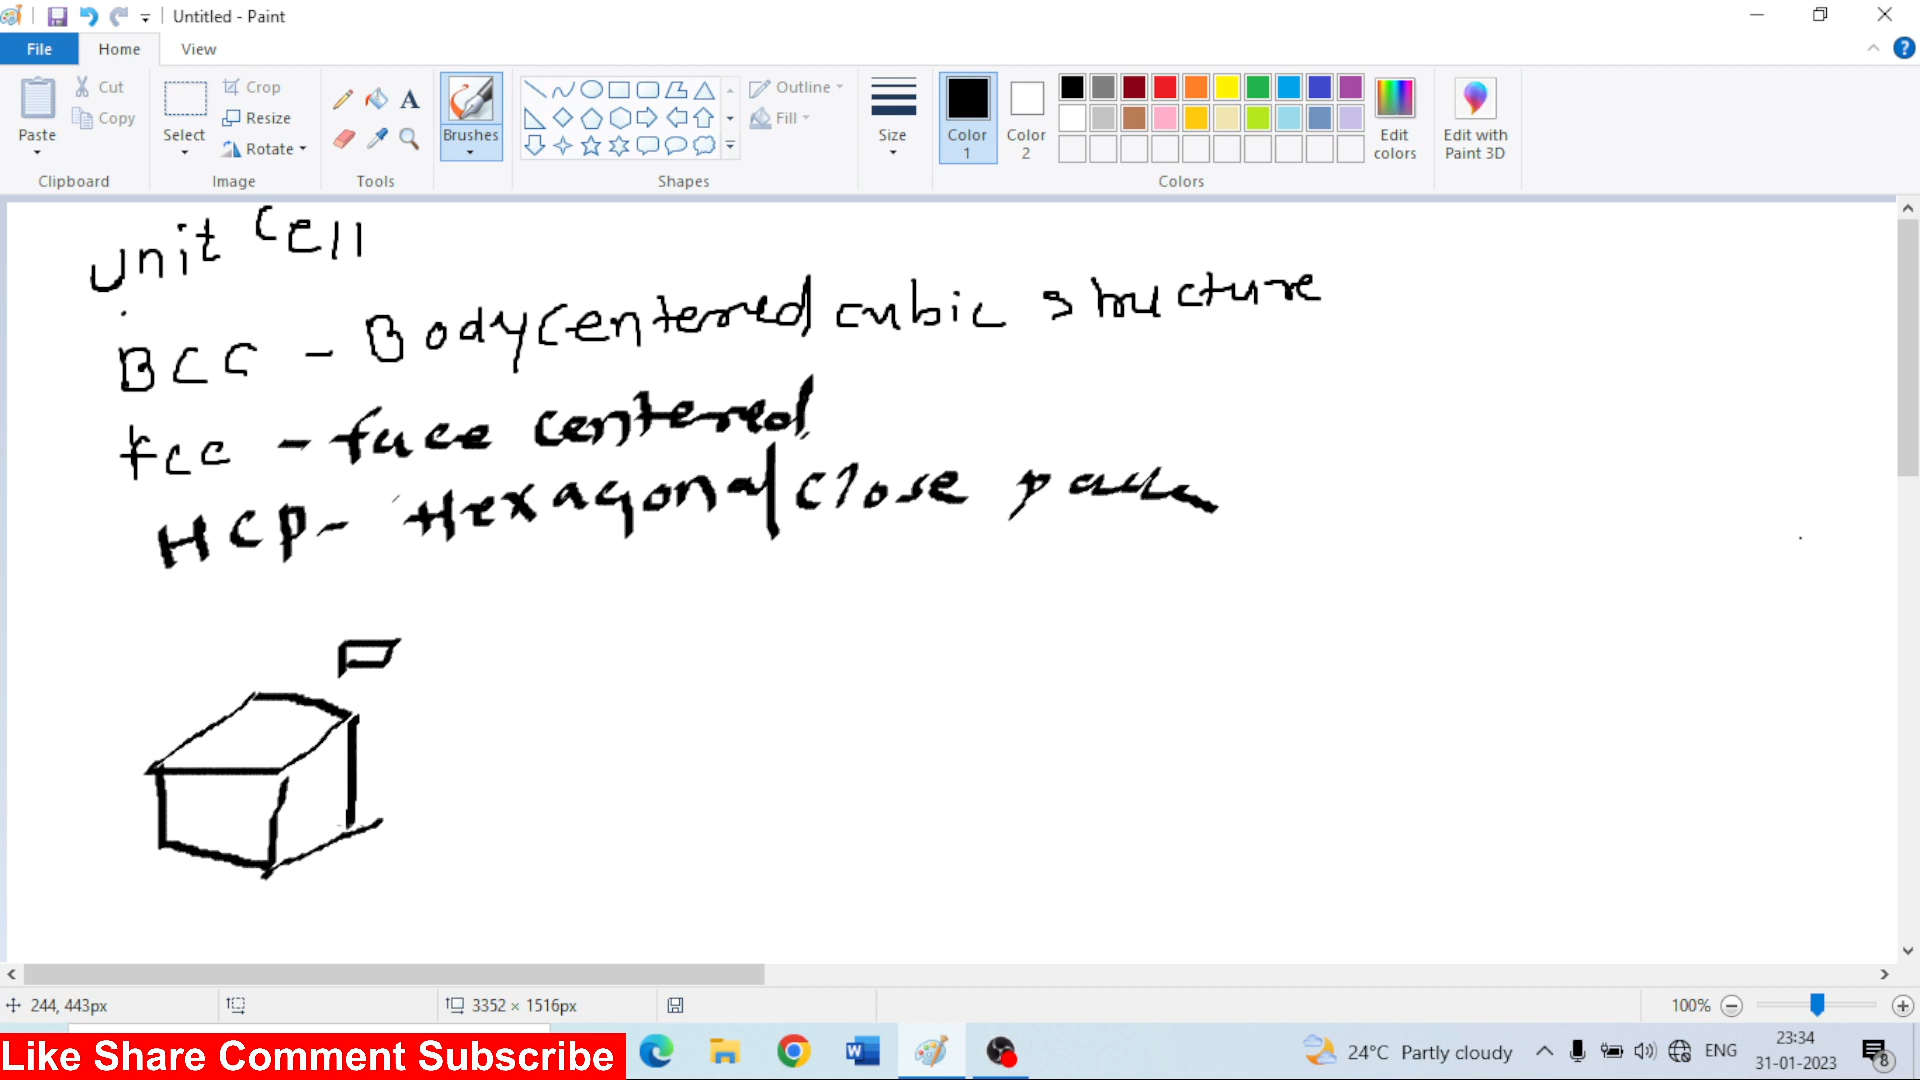 Untitled - Paint
File Home View
Paste Cut Copy Clipboard
Select Crop Resize Rotate Image
Tools
Brushes
Shapes
Outline Fill
Size
Color 1 Color 2
Edit colors
Colors
Edit with Paint 3D
Unit Cell
BCC - Bodycenterred cubic structure
fcc - face centered
HCP- Hexagonal close
244, 443px
3352 × 1516px
100%
Like Share Comment Subscribe
24°C Partly cloudy
ENG
23:34
31-01-2023
8